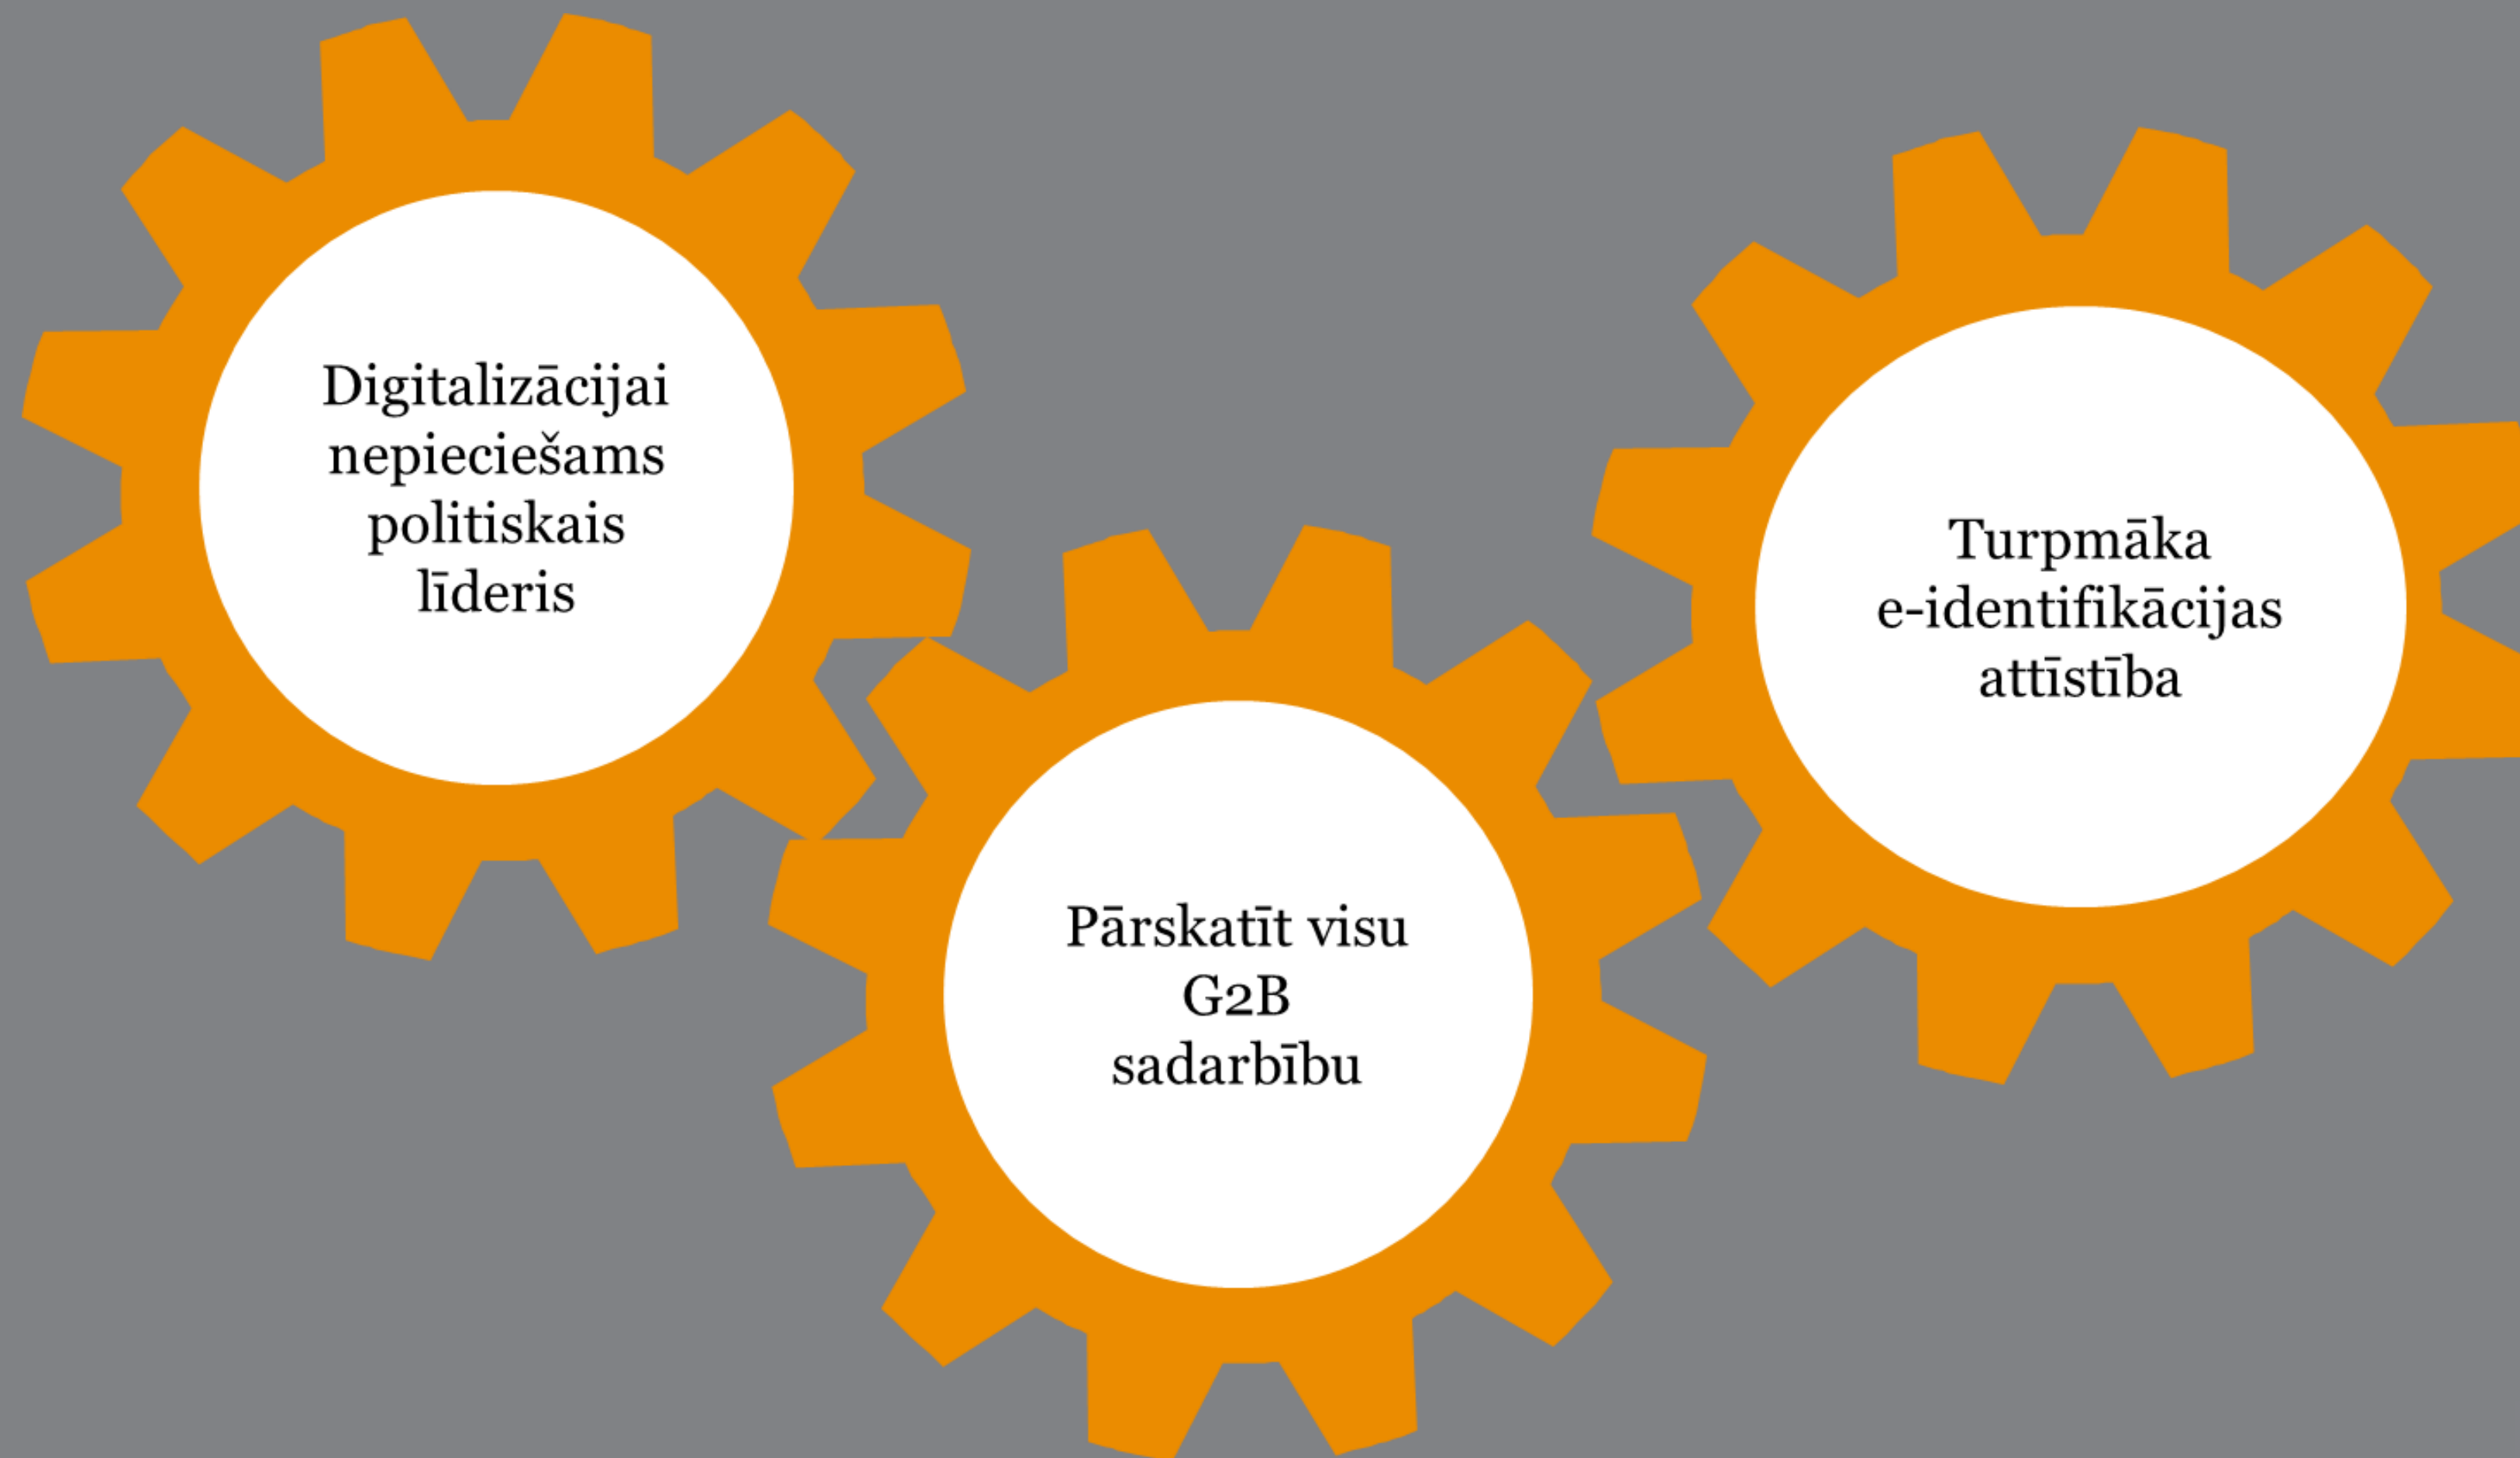 Digitalizācijai
nepieciešams
politiskais
līderis
Pārskatīt visu
G2B
sadarbību
Turpmāka
e-identifikācijas
attīstība